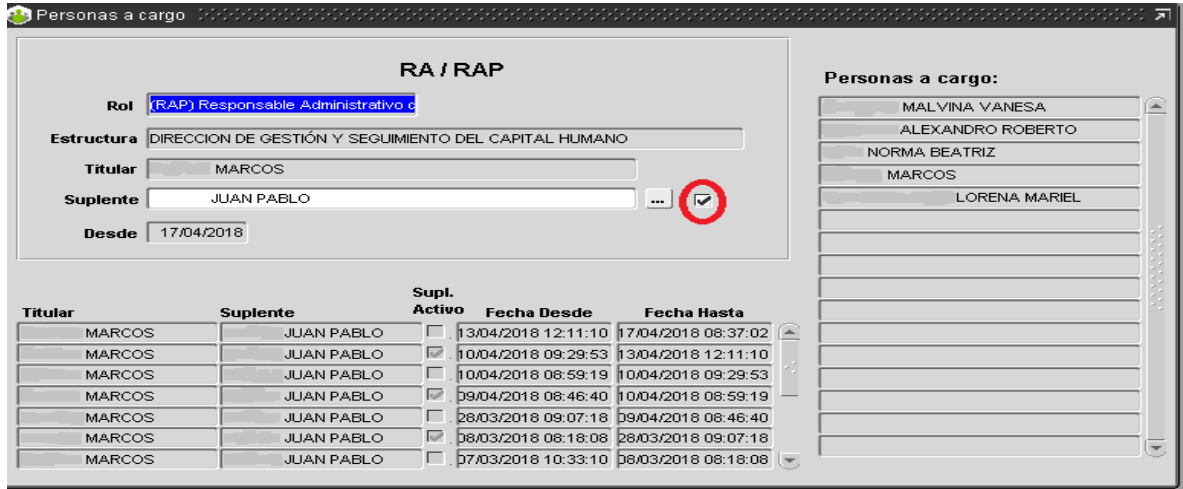 Personas a cargo
RA / RAP
Rol (RAP) Responsable Administrativo d
Estructura DIRECCION DE GESTIÓN Y SEGUIMIENTO DEL CAPITAL HUMANO
Titular MARCOS
Suplente JUAN PABLO ...
Desde 17/04/2018
Personas a cargo:
MALVINA VANESA
ALEXANDRO ROBERTO
NORMA BEATRIZ
MARCOS
LORENA MARIEL
Titular Suplente Supl. Activo Fecha Desde Fecha Hasta
MARCOS JUAN PABLO 13/04/2018 12:11:10 17/04/2018 08:37:02
MARCOS JUAN PABLO 10/04/2018 09:29:53 13/04/2018 12:11:10
MARCOS JUAN PABLO 10/04/2018 08:59:19 10/04/2018 09:29:53
MARCOS JUAN PABLO 09/04/2018 08:46:40 10/04/2018 08:59:19
MARCOS JUAN PABLO 28/03/2018 09:07:18 09/04/2018 08:46:40
MARCOS JUAN PABLO 08/03/2018 08:18:08 28/03/2018 09:07:18
MARCOS JUAN PABLO 07/03/2018 10:33:10 08/03/2018 08:18:08